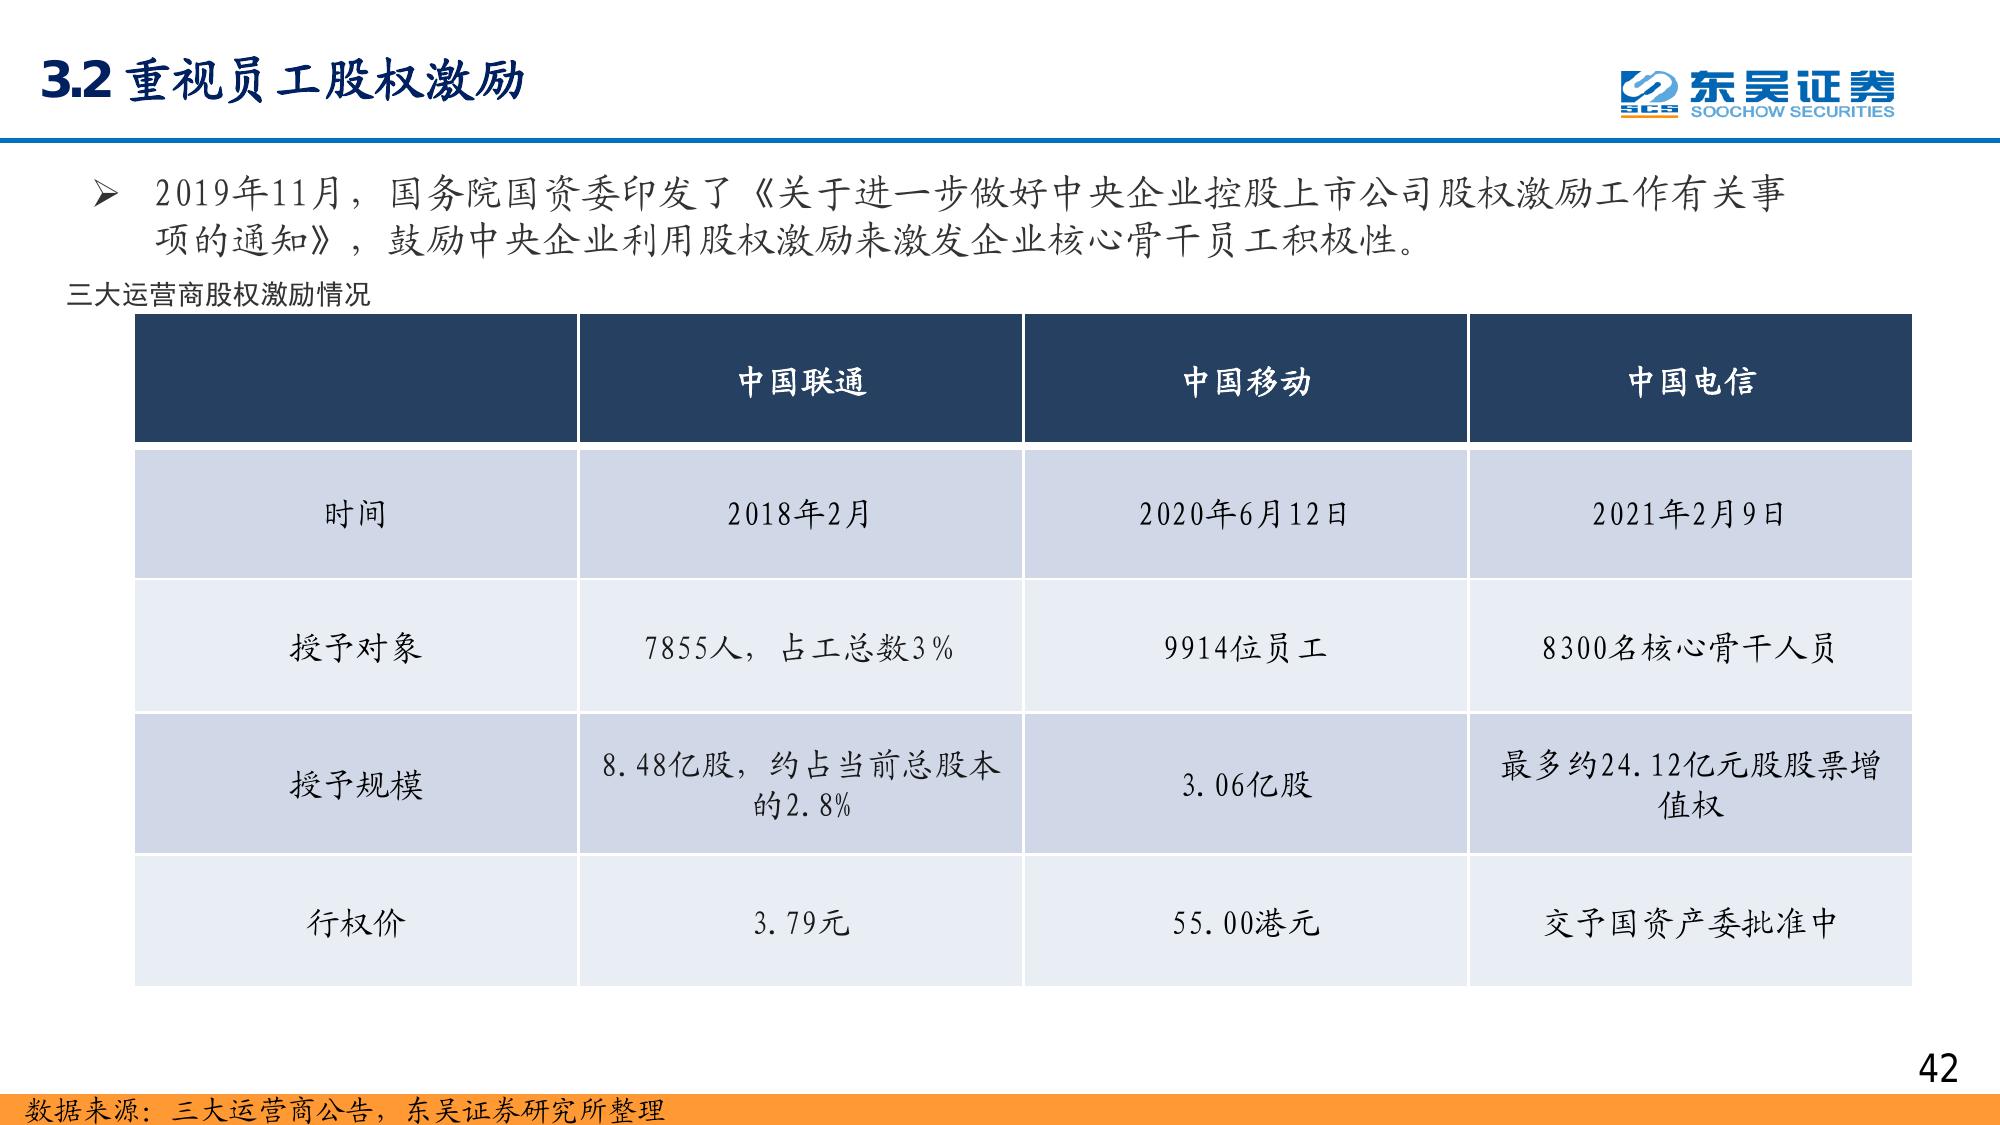 3.2重视员工股权激励
东吴证券
SCS
SOOCHOW SECURITIES
➢ 2019年11月，国务院国资委印发了《关于进一步做好中央企业控股上市公司股权激励工作有关事
项的通知》，鼓励中央企业利用股权激励来激发企业核心骨干员工积极性。
三大运营商股权激励情况
中国联通 中国移动 中国电信
时间 2018年2月 2020年6月12日 2021年2月9日
授予对象 7855人，占工总数3% 9914位员工 8300名核心骨干人员
授予规模 8.48亿股，约占当前总股本
的2.8% 3.06亿股 最多约24.12亿元股股票增
值权
行权价 3.79元 55.00港元 交予国资产委批准中
42
数据来源：三大运营商公告，东吴证券研究所整理